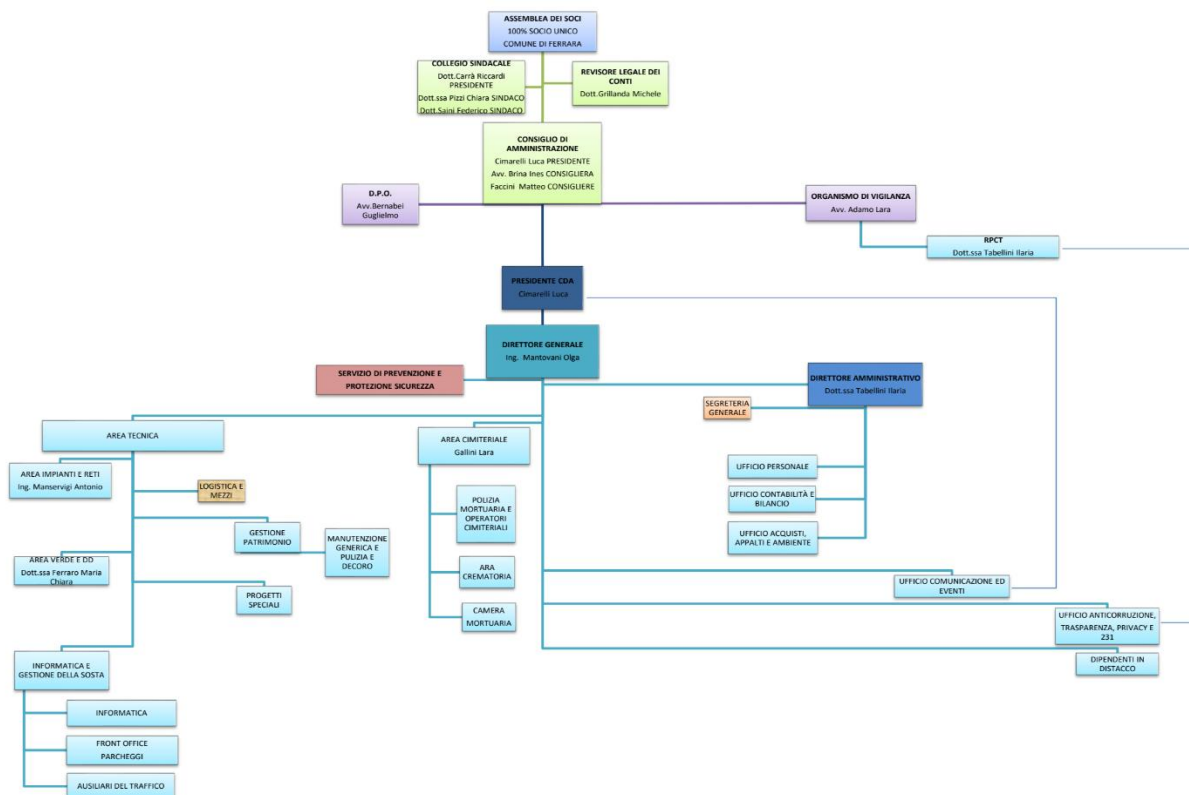 ASSEMBLEA DEI SOCI
100% SOCIO UNICO
COMUNE DI FERRARA
COLLEGIO SINDACALE
Dott.Carrà Riccardi
PRESIDENTE
Dott.ssa Pizzi Chiara SINDACO
Dott.Saini Federico SINDACO
REVISORE LEGALE DEI
CONTI
Dott.Grillanda Michele
CONSIGLIO DI
AMMINISTRAZIONE
Cimarelli Luca PRESIDENTE
Avv. Brina Ines CONSIGLIERA
Faccini Matteo CONSIGLIERE
D.P.O.
Avv.Bernabei
Guglielmo
ORGANISMO DI VIGILANZA
Avv. Adamo Lara
RPCT
Dott.ssa Tabellini Ilaria
PRESIDENTE CDA
Cimarelli Luca
DIRETTORE GENERALE
Ing. Mantovani Olga
SERVIZIO DI PREVENZIONE E
PROTEZIONE SICUREZZA
DIRETTORE AMMINISTRATIVO
Dott.ssa Tabellini Ilaria
SEGRETERIA
GENERALE
UFFICIO PERSONALE
UFFICIO CONTABILITÀ E
BILANCIO
UFFICIO ACQUISTI,
APPALTI E AMBIENTE
AREA TECNICA
AREA IMPIANTI E RETI
Ing. Manservigi Antonio
LOGISTICA E
MEZZI
GESTIONE
PATRIMONIO
MANUTENZIONE
GENERICA E
PULIZIA E
DECORO
AREA VERDE E DD
Dott.ssa Ferraro Maria
Chiara
PROGETTI
SPECIALI
INFORMATICA E
GESTIONE DELLA SOSTA
INFORMATICA
FRONT OFFICE
PARCHEGGI
AUSILIARI DEL TRAFFICO
AREA CIMITERIALE
Gallini Lara
POLIZIA
MORTUARIA E
OPERATORI
CIMITERIALI
ARA
CREMATORIA
CAMERA
MORTUARIA
UFFICIO COMUNICAZIONE ED
EVENTI
UFFICIO ANTICORRUZIONE,
TRASPARENZA, PRIVACY E
231
DIPENDENTI IN
DISTACCO